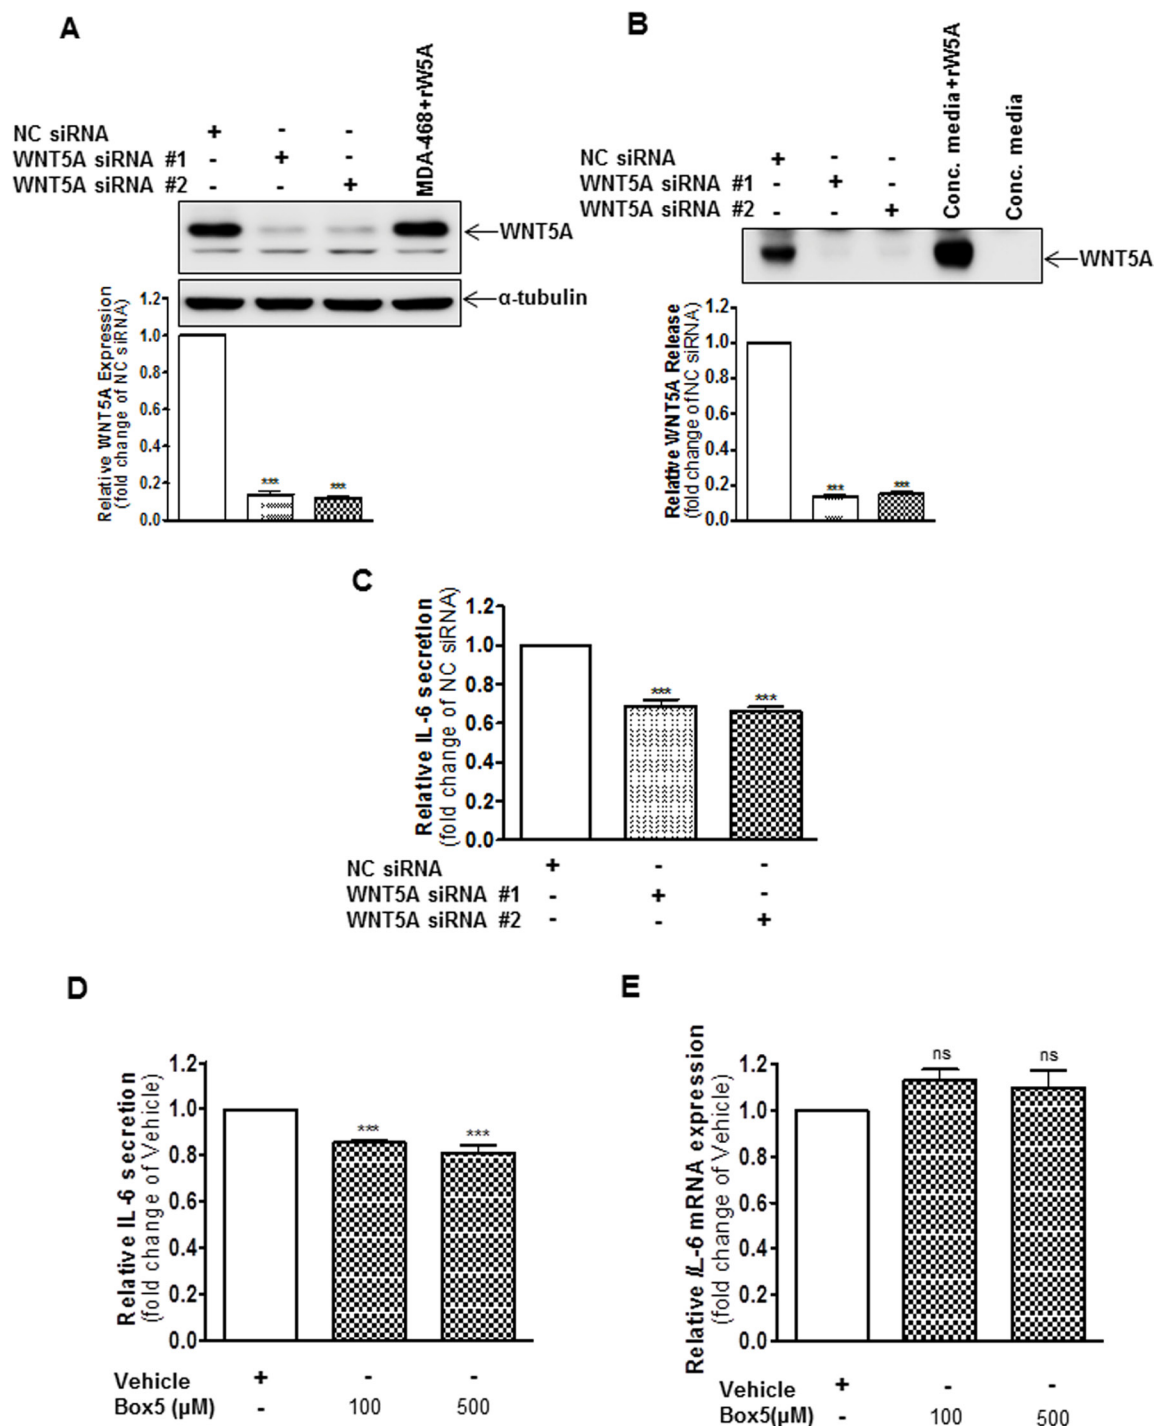 A
NC siRNA + - -
WNT5A siRNA #1 - + -
WNT5A siRNA #2 - - +
MDA-468+rW5A
←WNT5A
←α-tubulin
Relative WNT5A Expression
(fold change of NC siRNA)
1.2
1.0
0.8
0.6
0.4
0.2
0.0
*** ***
B
NC siRNA + - -
WNT5A siRNA #1 - + -
WNT5A siRNA #2 - - +
Conc. media+rW5A
Conc. media
←WNT5A
Relative WNT5A Release
(fold change of NC siRNA)
1.2
1.0
0.8
0.6
0.4
0.2
0.0
*** ***
C
Relative IL-6 secretion
(fold change of NC siRNA)
1.2
1.0
0.8
0.6
0.4
0.2
0.0
*** ***
NC siRNA + - -
WNT5A siRNA #1 - + -
WNT5A siRNA #2 - - +
D
Relative IL-6 secretion
(fold change of Vehicle)
1.2
1.0
0.8
0.6
0.4
0.2
0.0
*** ***
Vehicle + - -
Box5 (µM) - 100 500
E
Relative IL-6 mRNA expression
(fold change of Vehicle)
1.2
1.0
0.8
0.6
0.4
0.2
0.0
ns ns
Vehicle + - -
Box5(µM) - 100 500